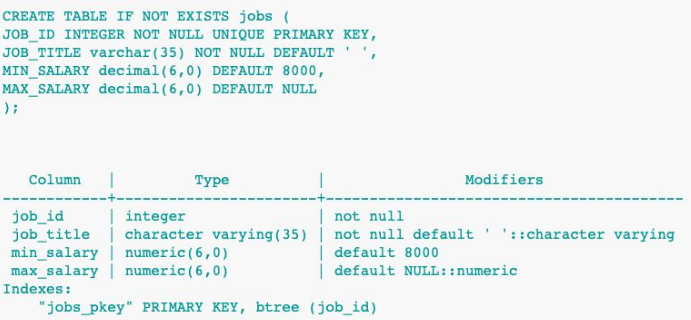 CREATE TABLE IF NOT EXISTS jobs (
JOB_ID INTEGER NOT NULL UNIQUE PRIMARY KEY,
JOB_TITLE varchar(35) NOT NULL DEFAULT ' ',
MIN_SALARY decimal(6,0) DEFAULT 8000,
MAX_SALARY decimal(6,0) DEFAULT NULL
);
   Column   |         Type          |                Modifiers
------------+-----------------------+-----------------------------------------
 job_id     | integer               | not null
 job_title  | character varying(35) | not null default ' '::character varying
 min_salary | numeric(6,0)          | default 8000
 max_salary | numeric(6,0)          | default NULL::numeric
Indexes:
    "jobs_pkey" PRIMARY KEY, btree (job_id)